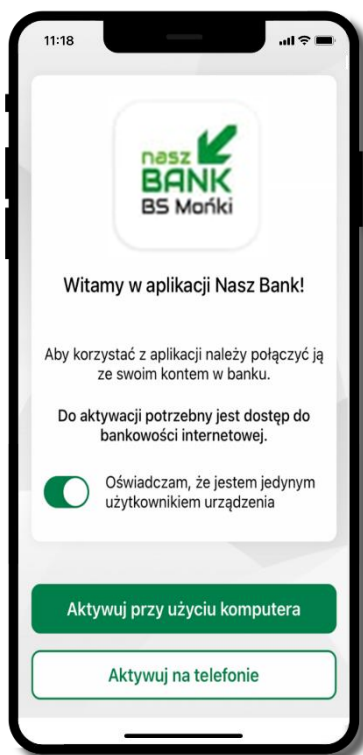 11:18
nasz
BANK
BS Mońki
Witamy w aplikacji Nasz Bank!
Aby korzystać z aplikacji należy połączyć ją
ze swoim kontem w banku.
Do aktywacji potrzebny jest dostęp do
bankowości internetowej.
Oświadczam, że jestem jedynym
użytkownikiem urządzenia
Aktywuj przy użyciu komputera
Aktywuj na telefonie